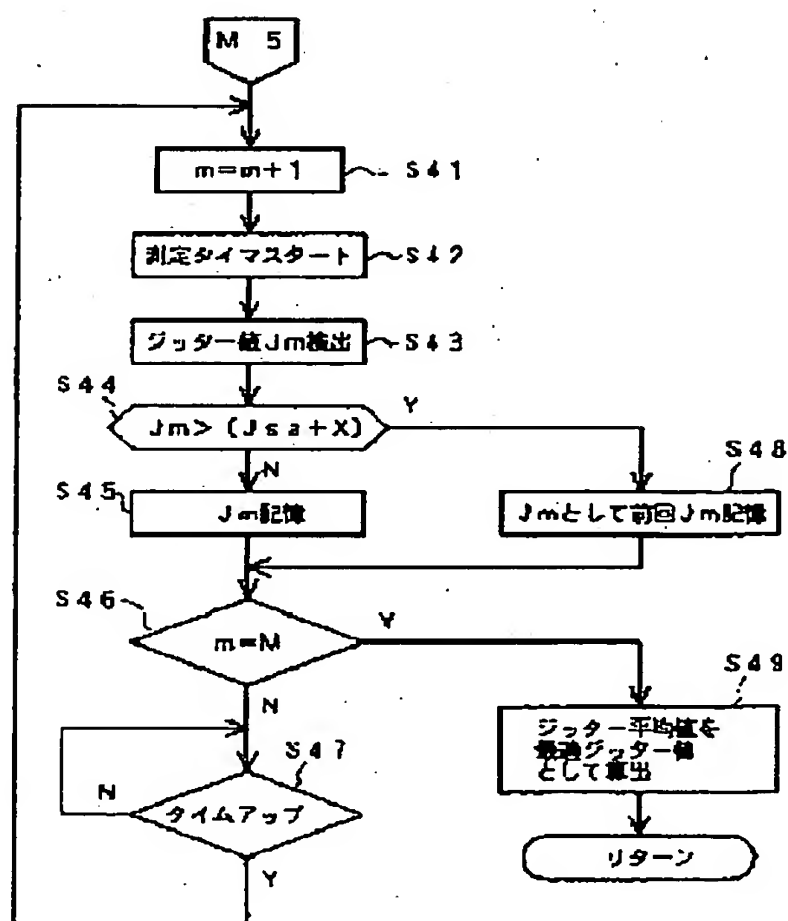 M 5
m=m+1
S41
測定タイマスタート
S42
ジッター値Jm検出
S43
S44
Jm>(Jsa+X)
Y
N
S45
Jm記憶
S48
Jmとして前回Jm記憶
S46
m=M
Y
N
S49
ジッター平均値を
最適ジッター値
として算出
S47
タイムアップ
N
Y
リターン